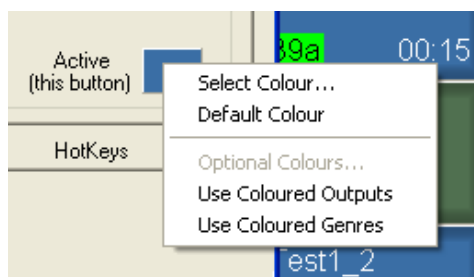 39a 00:15
Active
(this button)
Select Colour...
Default Colour
HotKeys
Optional Colours...
Use Coloured Outputs
Use Coloured Genres
Test1_2